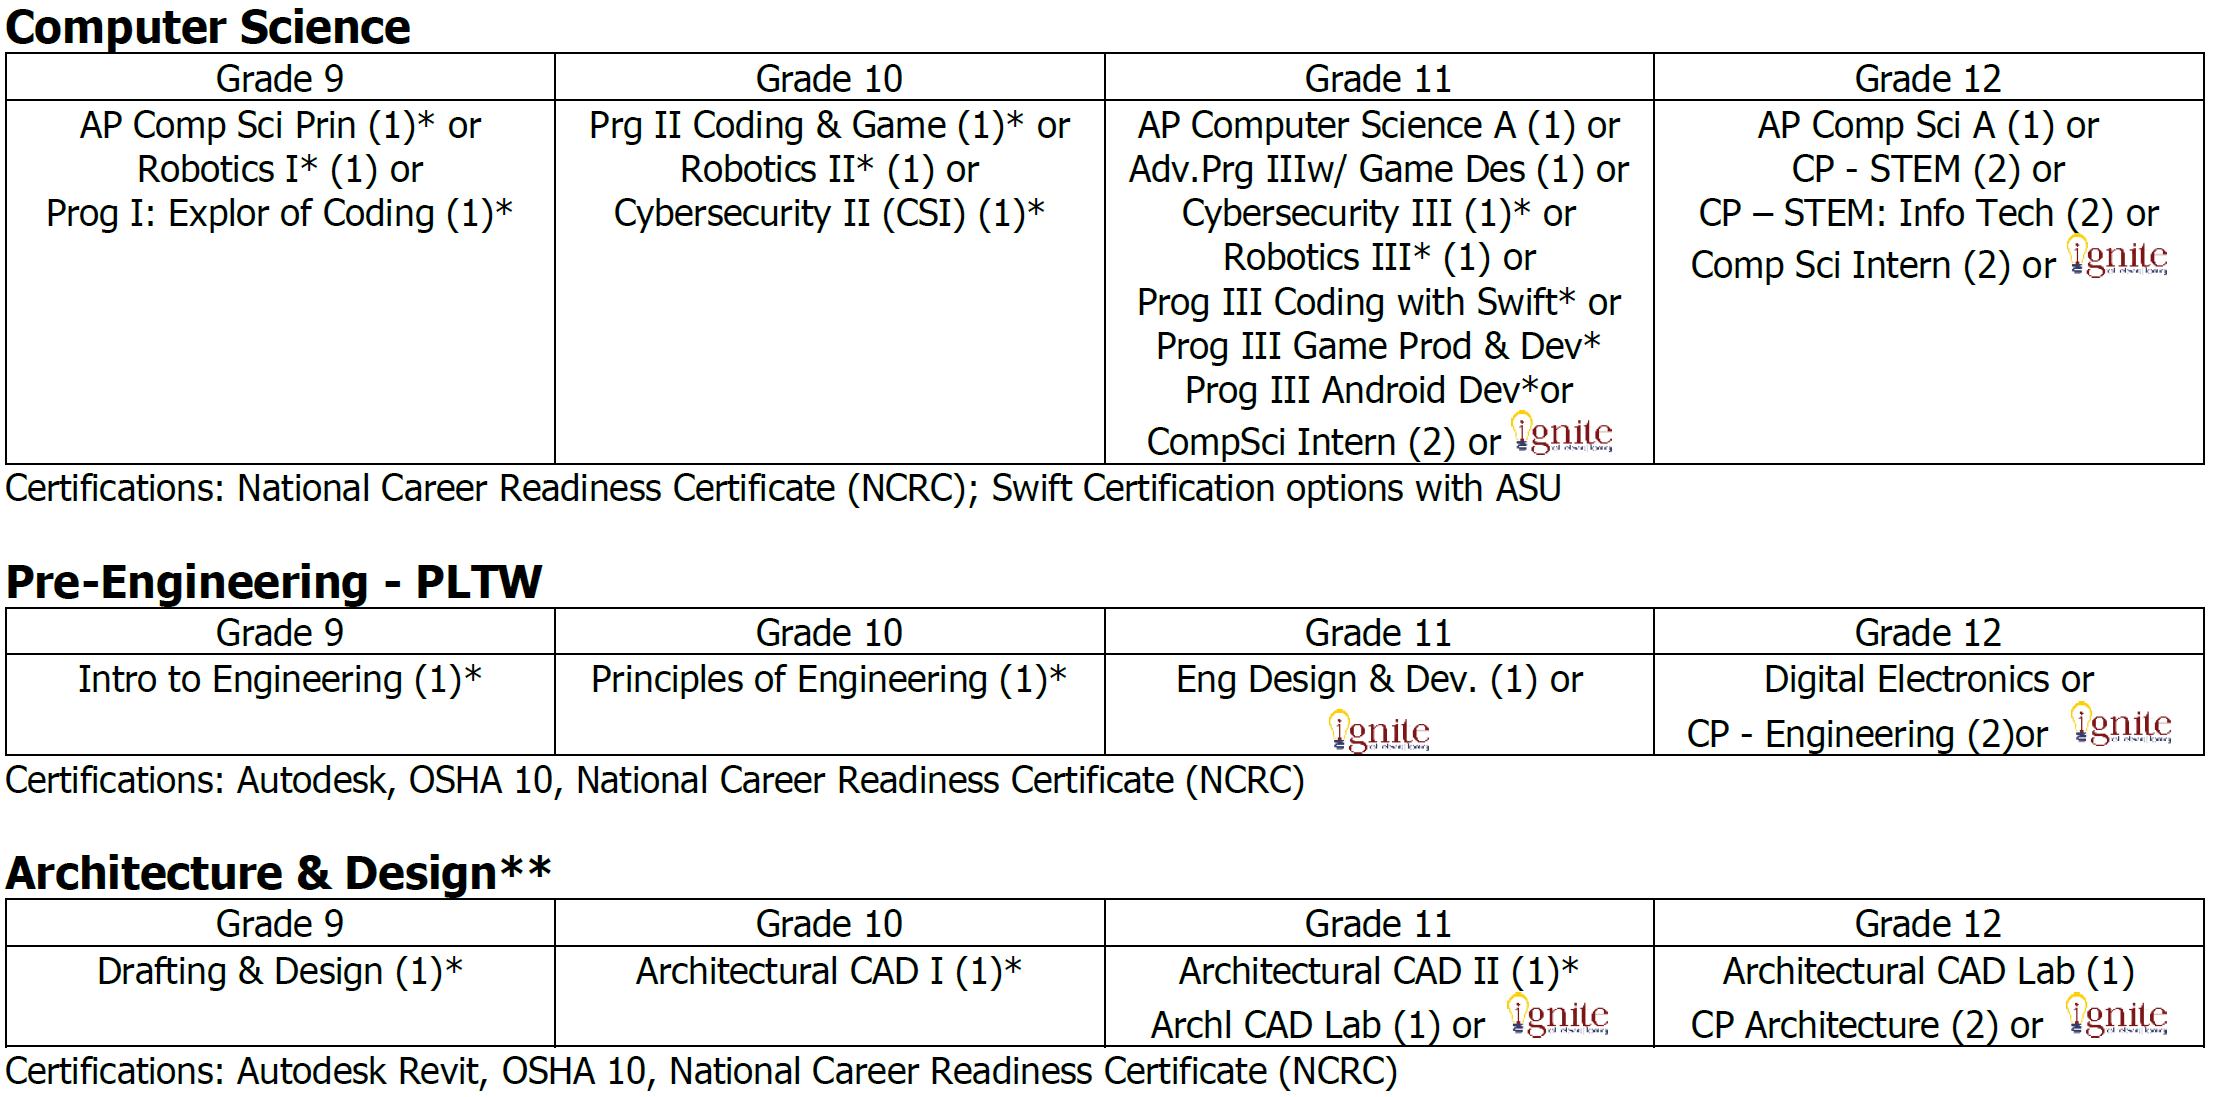 Computer Science
Grade 9 Grade 10 Grade 11 Grade 12
AP Comp Sci Prin (1)* or
Robotics I* (1) or
Prog I: Explor of Coding (1)*
Prg II Coding & Game (1)* or
Robotics II* (1) or
Cybersecurity II (CSI) (1)*
AP Computer Science A (1) or
Adv.Prg IIIw/ Game Des (1) or
Cybersecurity III (1)* or
Robotics III* (1) or
Prog III Coding with Swift* or
Prog III Game Prod & Dev*
Prog III Android Dev*or
CompSci Intern (2) or ignite
AP Comp Sci A (1) or
CP - STEM (2) or
CP – STEM: Info Tech (2) or
Comp Sci Intern (2) or ignite
Certifications: National Career Readiness Certificate (NCRC); Swift Certification options with ASU
Pre-Engineering - PLTW
Grade 9 Grade 10 Grade 11 Grade 12
Intro to Engineering (1)*
Principles of Engineering (1)*
Eng Design & Dev. (1) or
ignite
Digital Electronics or
CP - Engineering (2)or ignite
Certifications: Autodesk, OSHA 10, National Career Readiness Certificate (NCRC)
Architecture & Design**
Grade 9 Grade 10 Grade 11 Grade 12
Drafting & Design (1)*
Architectural CAD I (1)*
Architectural CAD II (1)*
Archl CAD Lab (1) or ignite
Architectural CAD Lab (1)
CP Architecture (2) or ignite
Certifications: Autodesk Revit, OSHA 10, National Career Readiness Certificate (NCRC)